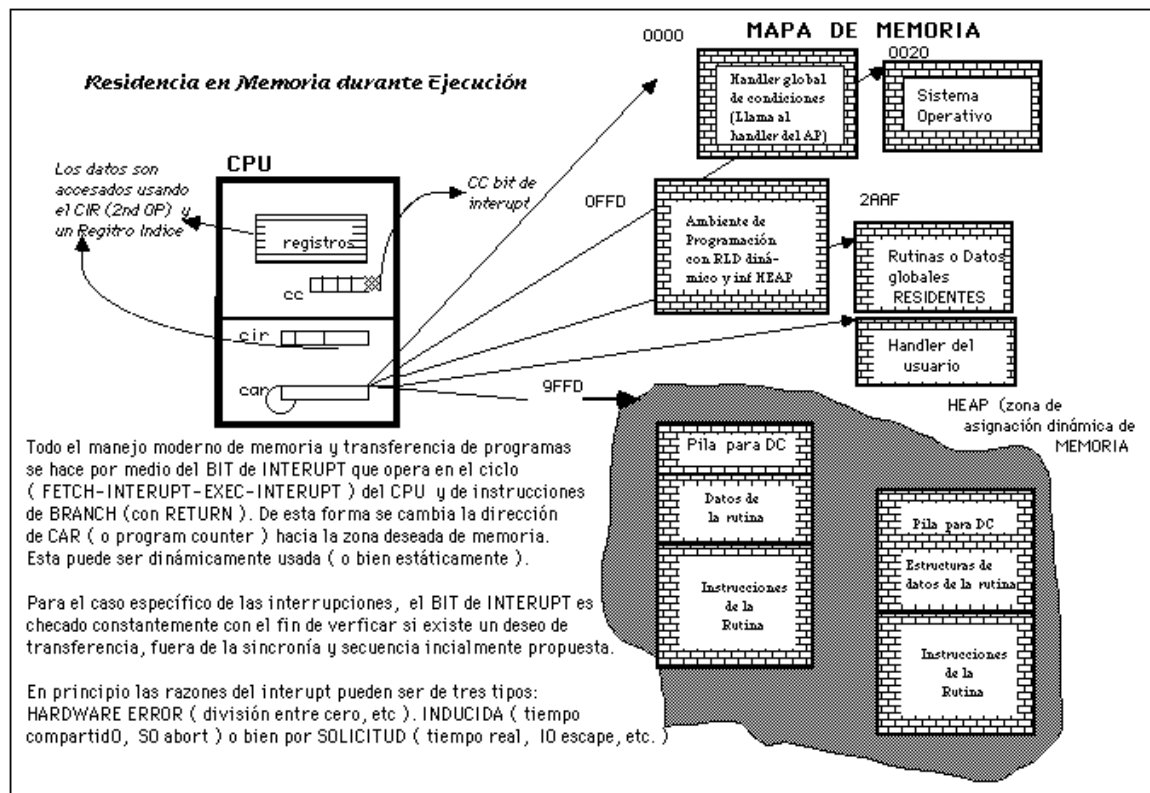 MAPA DE MEMORIA
0000
0020
Residencia en Memoria durante Ejecución
Handler global
de condiciones
(Llama al
handler del AP)
Sistema
Operativo
Los datos son
accesados usando
el CIR (2nd OP) y
un Regitro Indice
CPU
CC bit de
interupt
registros
cc
cir
car
0FFD
Ambiente de
Programación
con RLD diná-
mico y inf HEAP
2AAF
Rutinas o Datos
globales
RESIDENTES
Handler del
usuario
9FFD
HEAP (zona de
asignación dinámica de
MEMORIA
Pila para DC
Datos de
la rutina
Instrucciones
de la
Rutina
Pila para DC
Estructuras de
datos de la rutina
Instrucciones
de la
Rutina
Todo el manejo moderno de memoria y transferencia de programas
se hace por medio del BIT de INTERUPT que opera en el ciclo
( FETCH-INTERUPT-EXEC-INTERUPT ) del CPU y de instrucciones
de BRANCH (con RETURN ). De esta forma se cambia la dirección
de CAR ( o program counter ) hacia la zona deseada de memoria.
Esta puede ser dinámicamente usada ( o bien estáticamente ).
Para el caso específico de las interrupciones, el BIT de INTERUPT es
checado constantemente con el fin de verficar si existe un deseo de
transferencia, fuera de la sincronía y secuencia incialmente propuesta.
En principio las razones del interupt pueden ser de tres tipos:
HARDWARE ERROR ( división entre cero, etc ). INDUCIDA ( tiempo
compartidO, SO abort ) o bien por SOLICITUD ( tiempo real, IO escape, etc. )